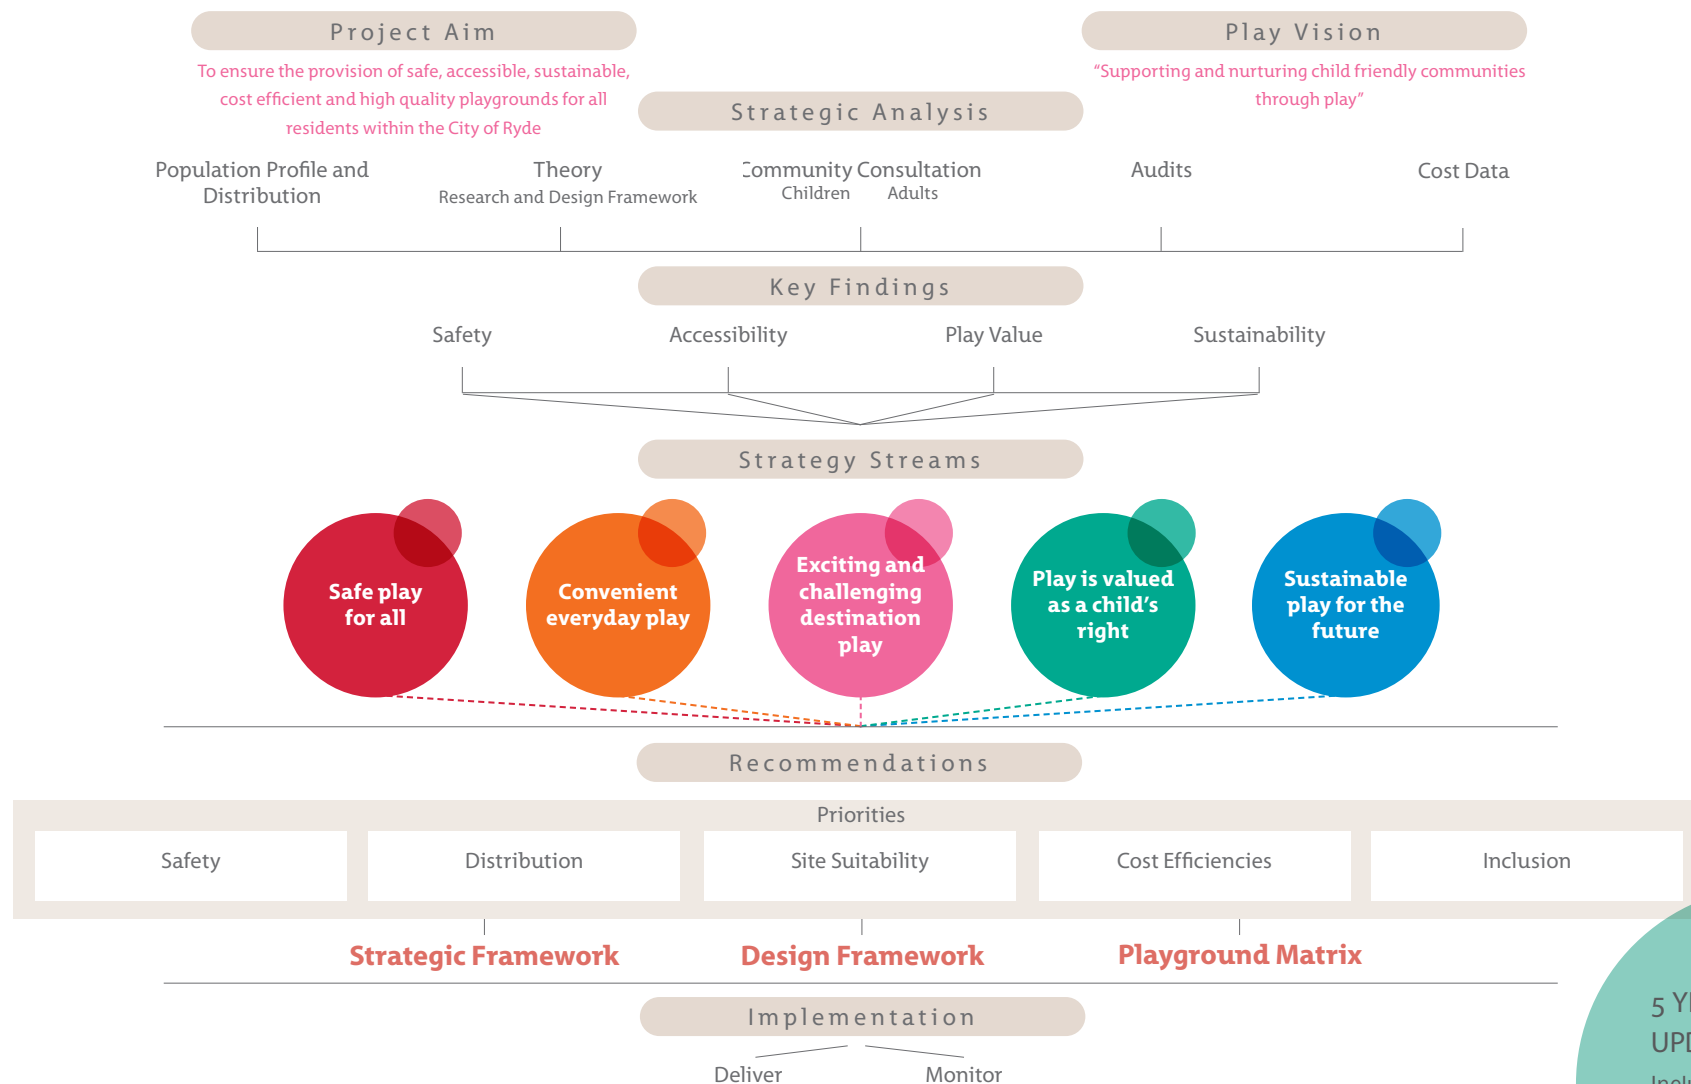 Project Aim
To ensure the provision of safe, accessible, sustainable,
cost efficient and high quality playgrounds for all
residents within the City of Ryde
Play Vision
“Supporting and nurturing child friendly communities
through play”
Strategic Analysis
Population Profile and
Distribution
Theory
Research and Design Framework
Community Consultation
Children Adults
Audits
Cost Data
Key Findings
Safety
Accessibility
Play Value
Sustainability
Strategy Streams
Safe play
for all
Convenient
everyday play
Exciting and
challenging
destination
play
Play is valued
as a child’s
right
Sustainable
play for the
future
Recommendations
Priorities
Safety
Distribution
Site Suitability
Cost Efficiencies
Inclusion
Strategic Framework
Design Framework
Playground Matrix
Implementation
Deliver
Monitor
5